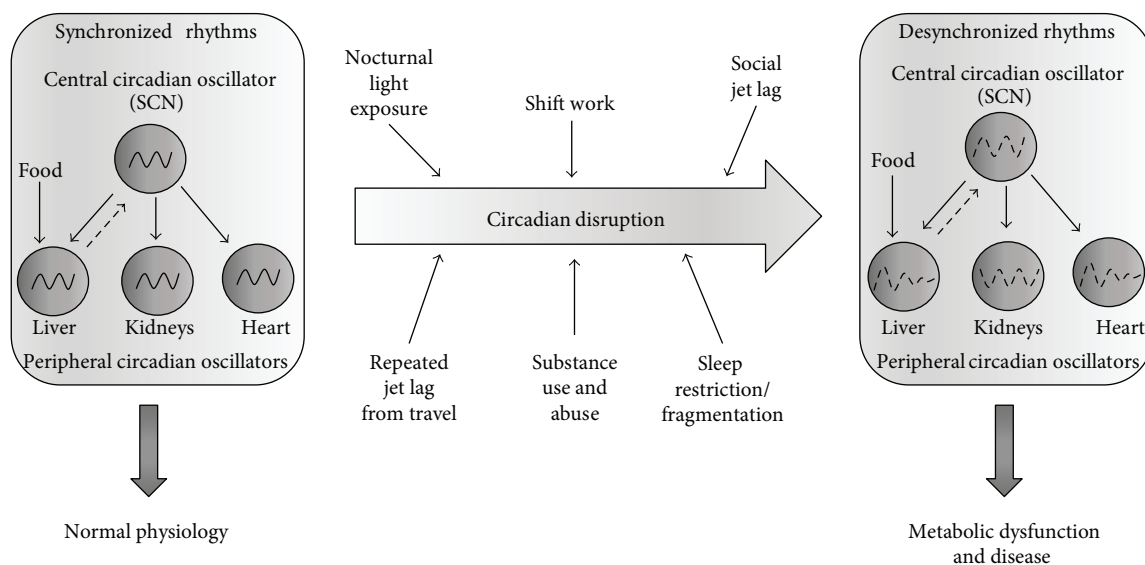 Synchronized rhythms
Central circadian oscillator
(SCN)
Food
Liver
Kidneys
Heart
Peripheral circadian oscillators
Normal physiology
Nocturnal
light
exposure
Shift work
Social
jet lag
Circadian disruption
Repeated
jet lag
from travel
Substance
use and
abuse
Sleep
restriction/
fragmentation
Desynchronized rhythms
Central circadian oscillator
(SCN)
Food
Liver
Kidneys
Heart
Peripheral circadian oscillators
Metabolic dysfunction
and disease